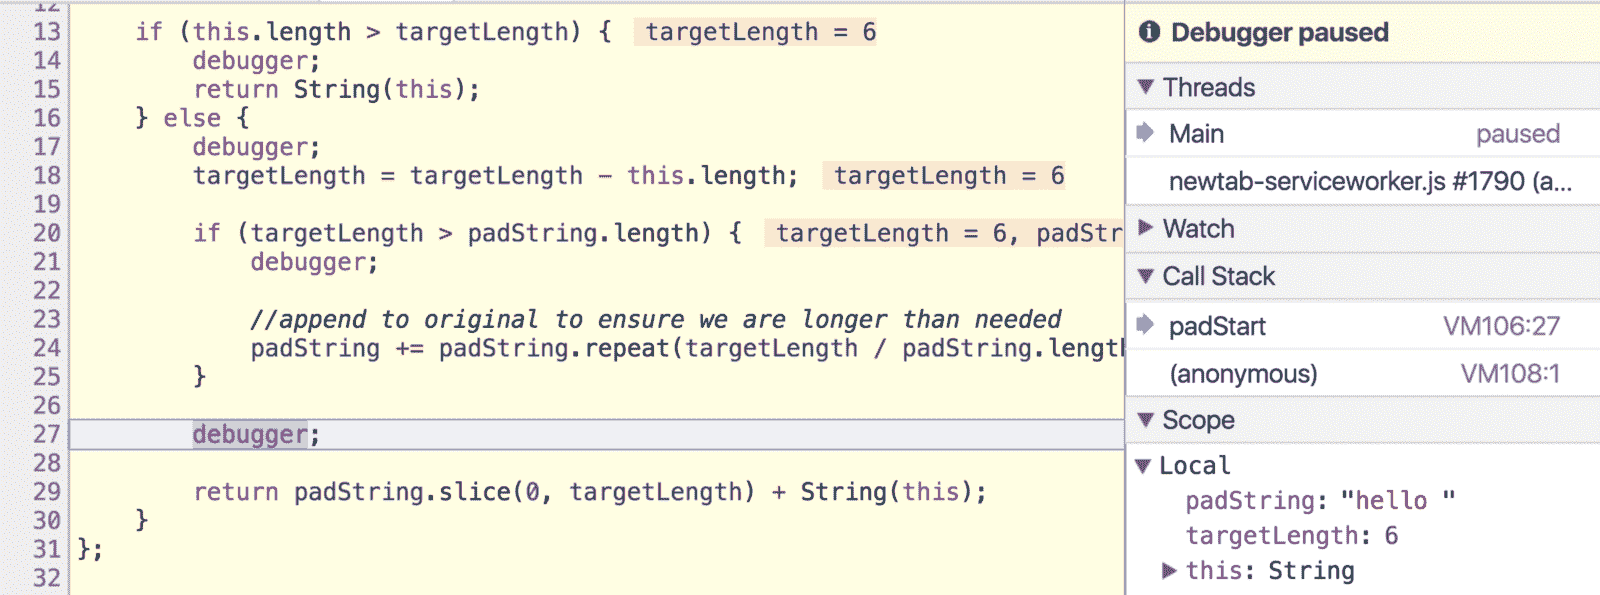 12
13 if (this.length > targetLength) { targetLength = 6
14 debugger;
15 return String(this);
16 } else {
17 debugger;
18 targetLength = targetLength − this.length; targetLength = 6
19
20 if (targetLength > padString.length) { targetLength = 6, padStr
21 debugger;
22
23 //append to original to ensure we are longer than needed
24 padString += padString.repeat(targetLength / padString.length
25 }
26
27 debugger;
28
29 return padString.slice(0, targetLength) + String(this);
30 }
31 };
32
Debugger paused
Threads
Main paused
newtab-serviceworker.js #1790 (a...
Watch
Call Stack
padStart VM106:27
(anonymous) VM108:1
Scope
Local
padString: "hello "
targetLength: 6
this: String